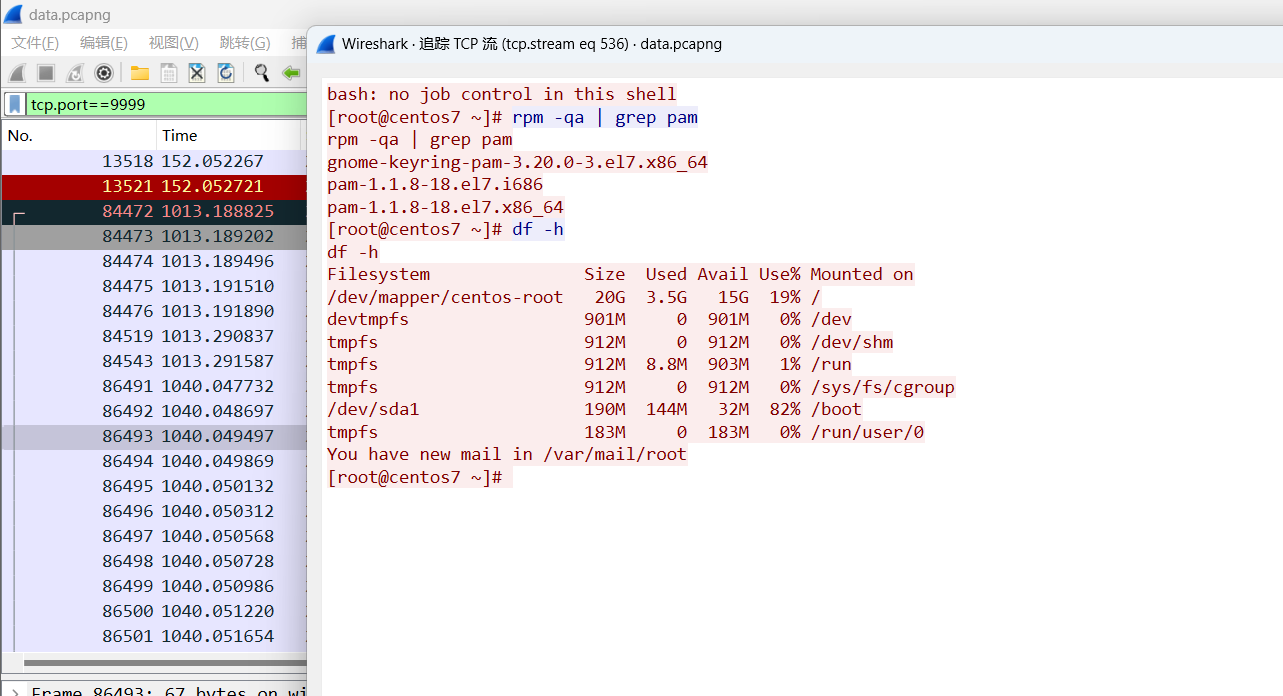 data.pcapng
文件(F) 编辑(E) 视图(V) 跳转(G) 捕
tcp.port==9999
No. Time
13518 152.052267
13521 152.052721
84472 1013.188825
84473 1013.189202
84474 1013.189496
84475 1013.191510
84476 1013.191890
84519 1013.290837
84543 1013.291587
86491 1040.047732
86492 1040.048697
86493 1040.049497
86494 1040.049869
86495 1040.050132
86496 1040.050312
86497 1040.050568
86498 1040.050728
86499 1040.050986
86500 1040.051220
86501 1040.051654
Frame 86493: 67 bytes on wi
Wireshark · 追踪 TCP 流 (tcp.stream eq 536) · data.pcapng
bash: no job control in this shell
[root@centos7 ~]# rpm -qa | grep pam
rpm -qa | grep pam
gnome-keyring-pam-3.20.0-3.el7.x86_64
pam-1.1.8-18.el7.i686
pam-1.1.8-18.el7.x86_64
[root@centos7 ~]# df -h
df -h
Filesystem Size Used Avail Use% Mounted on
/dev/mapper/centos-root 20G 3.5G 15G 19% /
devtmpfs 901M 0 901M 0% /dev
tmpfs 912M 0 912M 0% /dev/shm
tmpfs 912M 8.8M 903M 1% /run
tmpfs 912M 0 912M 0% /sys/fs/cgroup
/dev/sda1 190M 144M 32M 82% /boot
tmpfs 183M 0 183M 0% /run/user/0
You have new mail in /var/mail/root
[root@centos7 ~]#